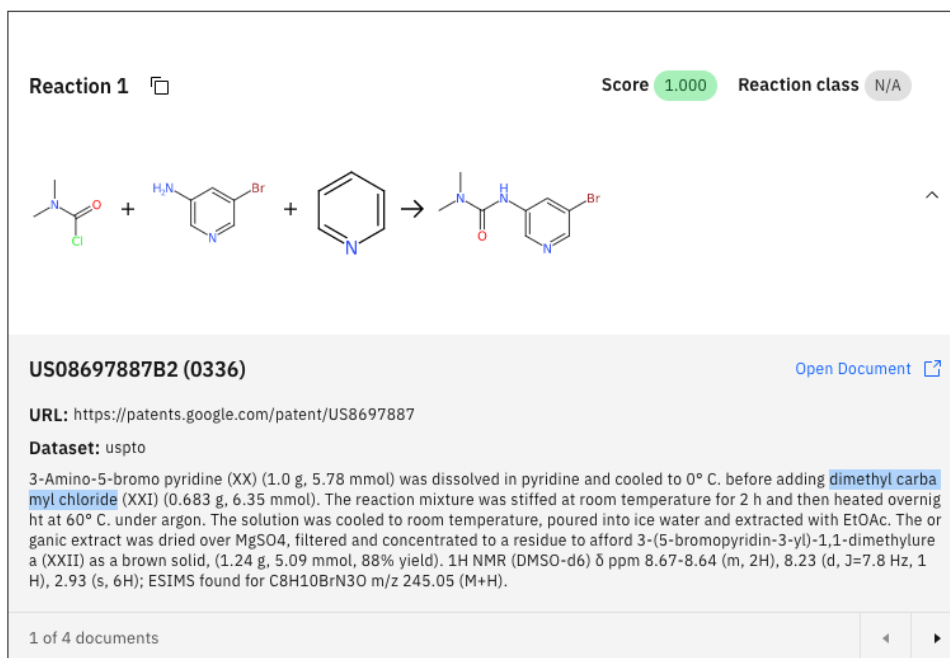 Reaction 1
Score 1.000 Reaction class N/A
N O Cl + H₂N Br N + N → N H N O Br N
US08697887B2 (0336)
Open Document
URL: https://patents.google.com/patent/US8697887
Dataset: uspto
3-Amino-5-bromo pyridine (XX) (1.0 g, 5.78 mmol) was dissolved in pyridine and cooled to 0° C. before adding dimethyl carba
myl chloride (XXI) (0.683 g, 6.35 mmol). The reaction mixture was stiffed at room temperature for 2 h and then heated overnig
ht at 60° C. under argon. The solution was cooled to room temperature, poured into ice water and extracted with EtOAc. The or
ganic extract was dried over MgSO4, filtered and concentrated to a residue to afford 3-(5-bromopyridin-3-yl)-1,1-dimethylure
a (XXII) as a brown solid, (1.24 g, 5.09 mmol, 88% yield). 1H NMR (DMSO-d6) δ ppm 8.67-8.64 (m, 2H), 8.23 (d, J=7.8 Hz, 1
H), 2.93 (s, 6H); ESIMS found for C8H10BrN3O m/z 245.05 (M+H).
1 of 4 documents